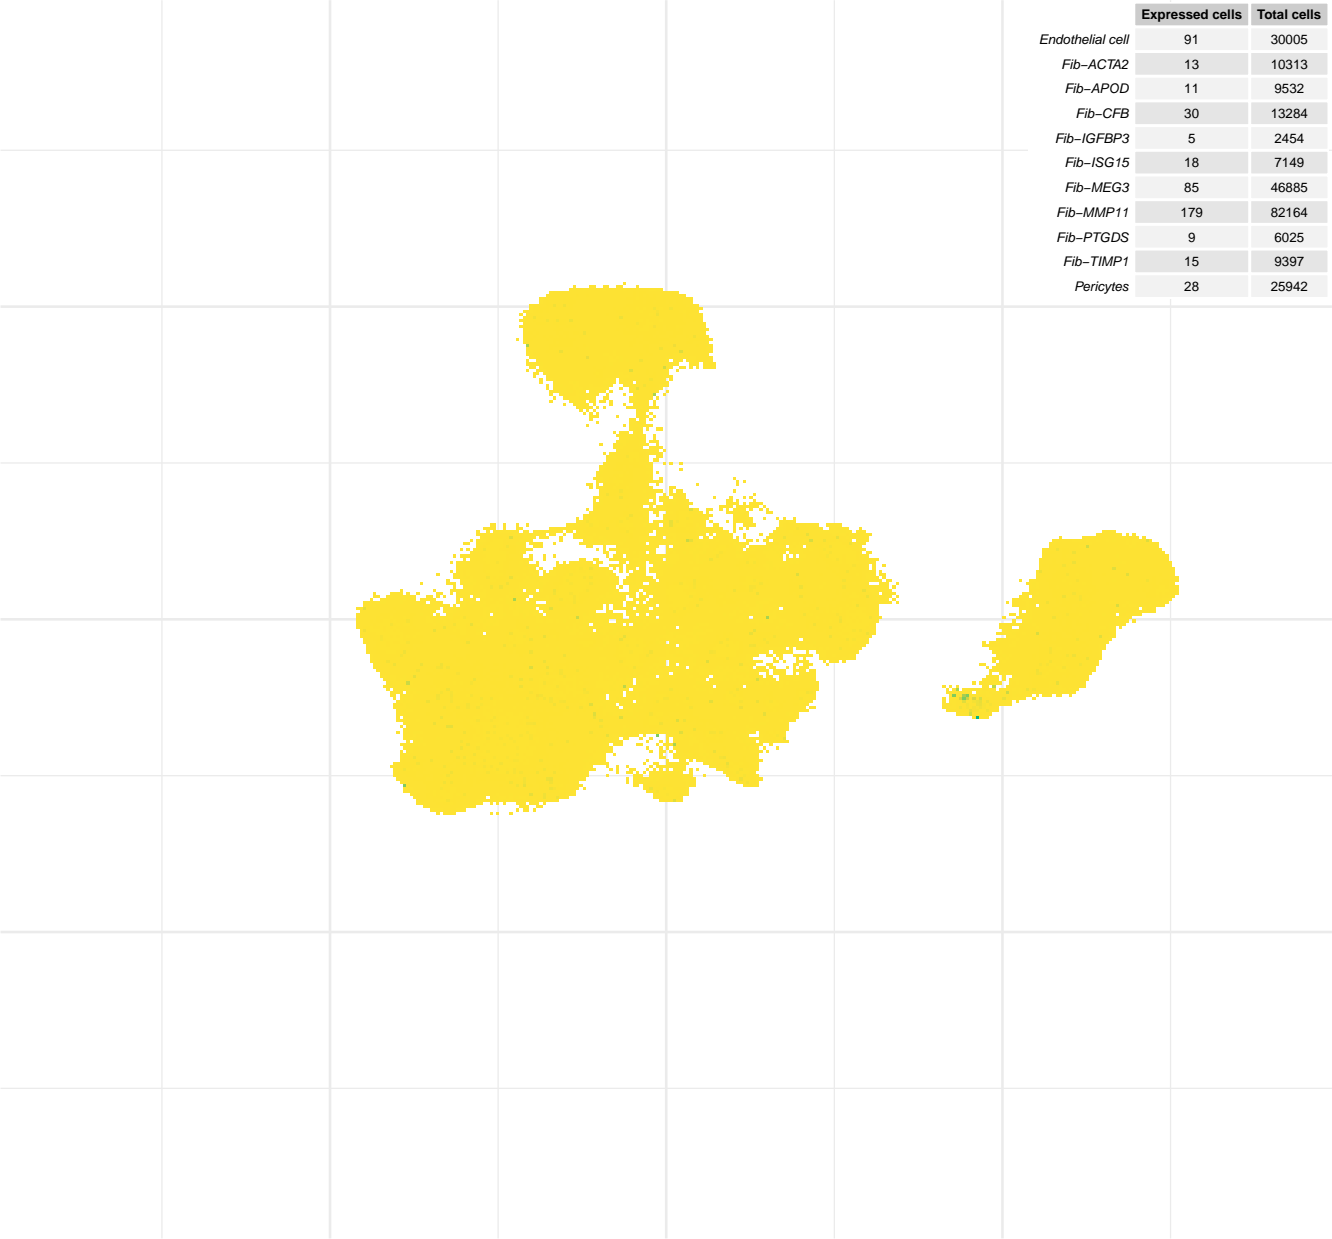 Expressed cells Total cells
Endothelial cell 91 30005
Fib−ACTA2 13 10313
Fib−APOD 11 9532
Fib−CFB 30 13284
Fib−IGFBP3 5 2454
Fib−ISG15 18 7149
Fib−MEG3 85 46885
Fib−MMP11 179 82164
Fib−PTGDS 9 6025
Fib−TIMP1 15 9397
Pericytes 28 25942